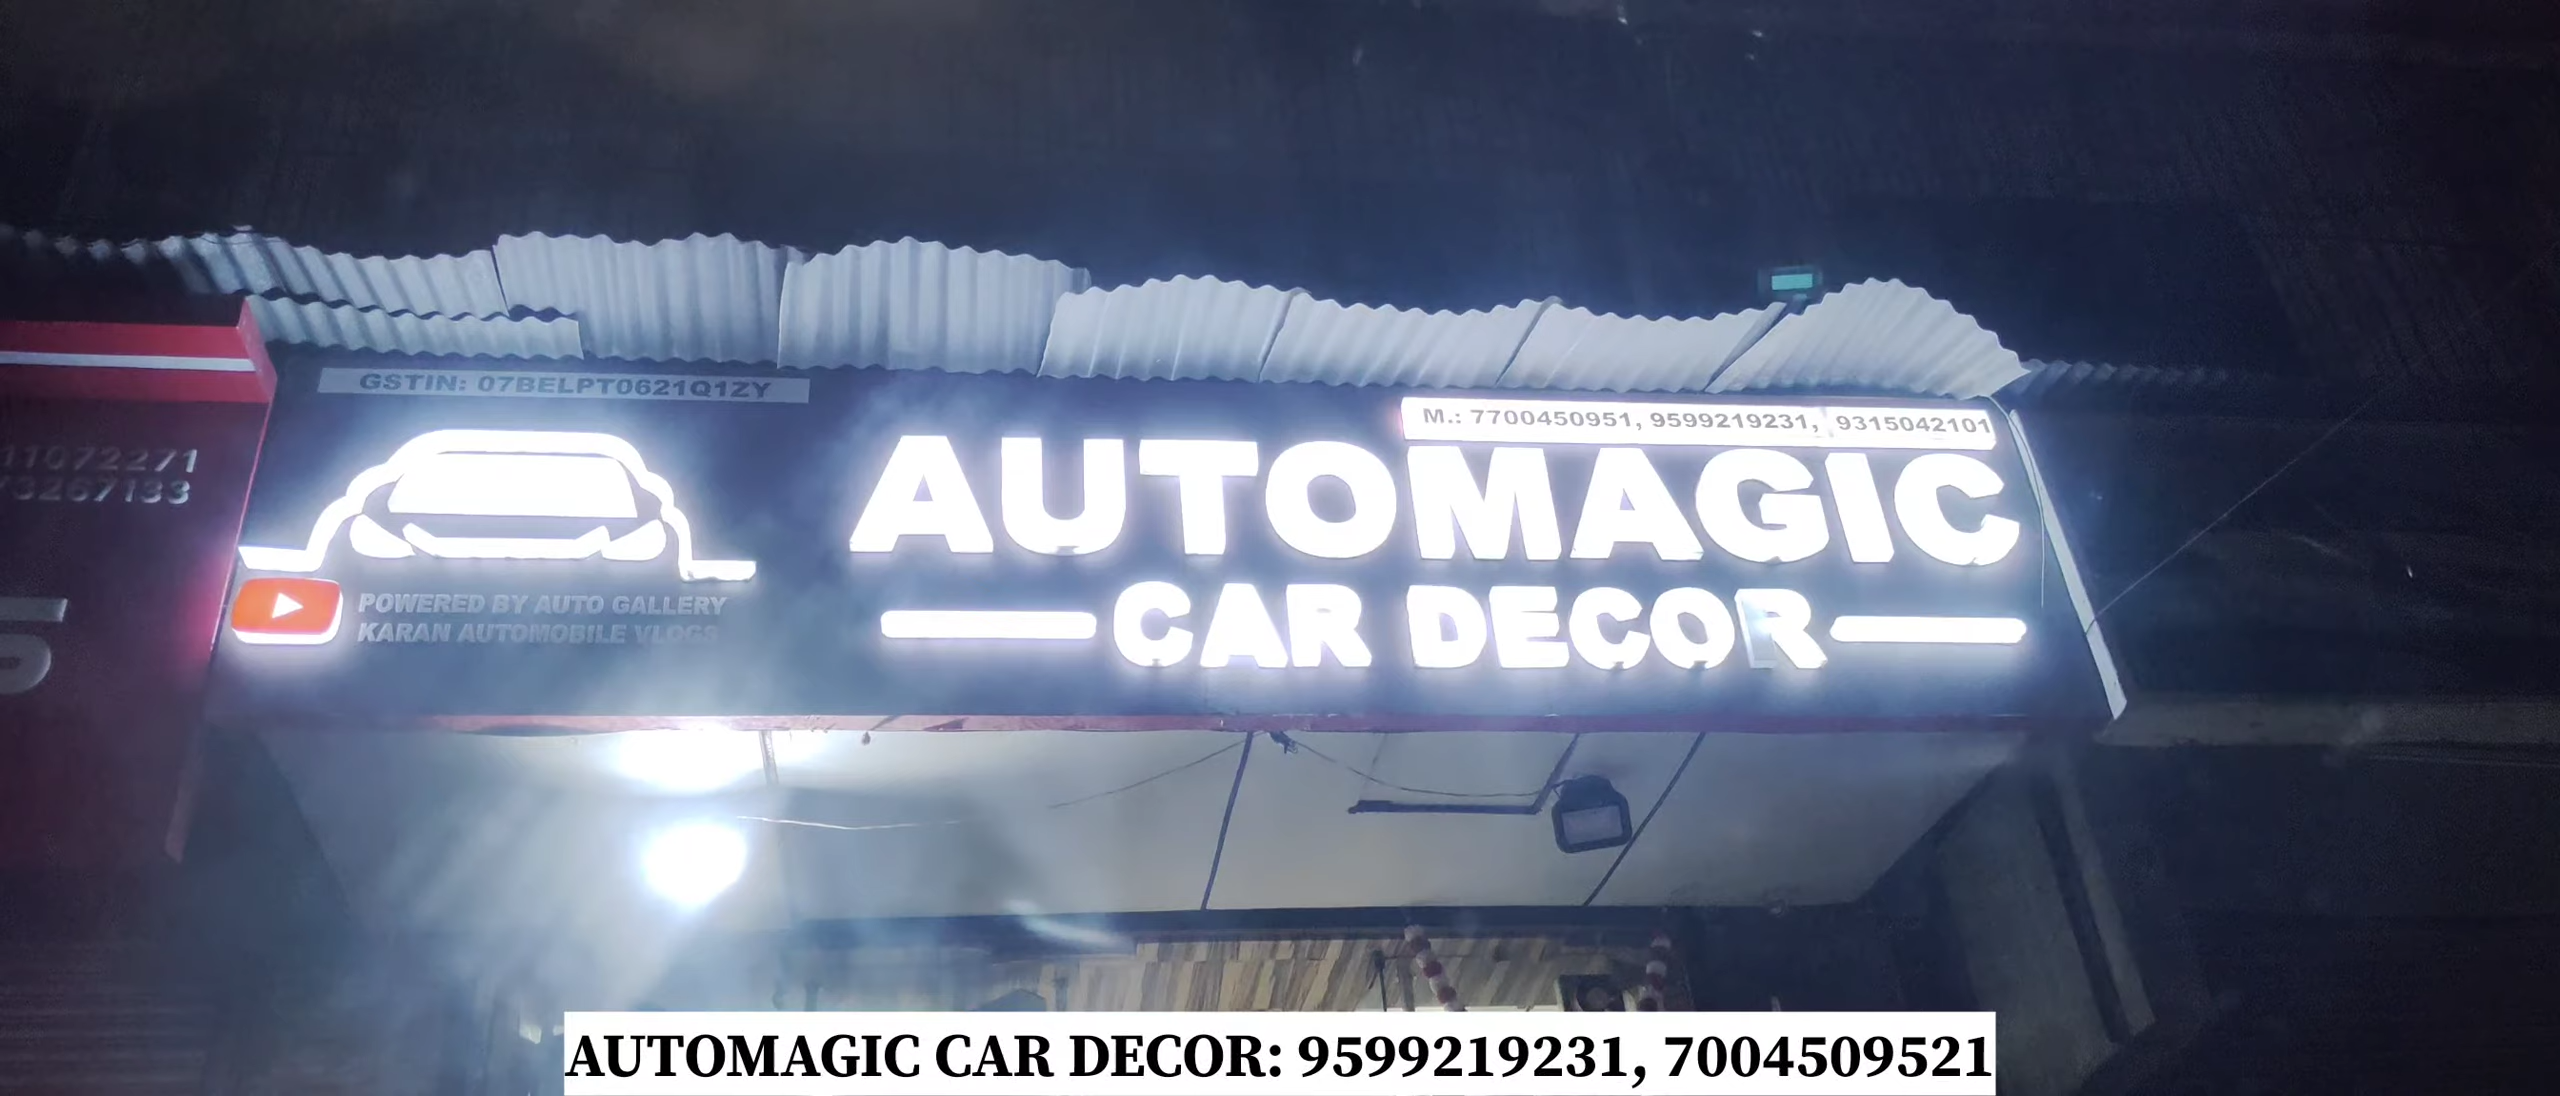 GSTIN: 07BELPT0621Q1ZY
M.: 7700450951, 9599219231, 9315042101
AUTOMAGIC
CAR DECOR
POWERED BY AUTO GALLERY
KARAN AUTOMOBILE VLOGS
11072271
73267133
AUTOMAGIC CAR DECOR: 9599219231, 7004509521